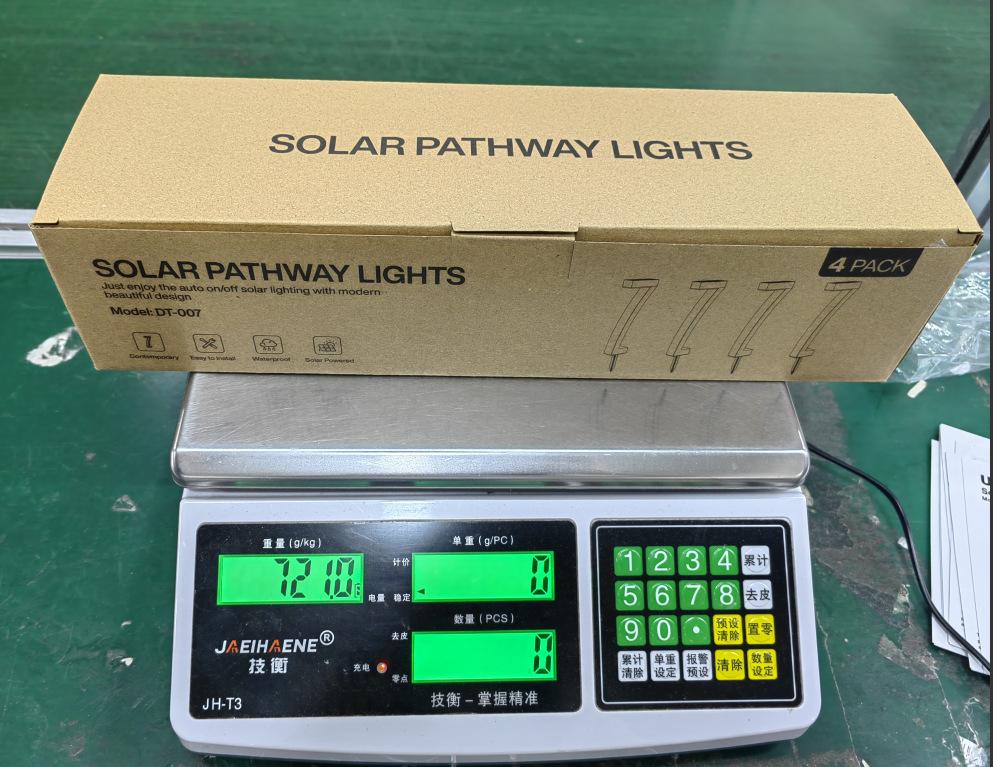 SOLAR PATHWAY LIGHTS
SOLAR PATHWAY LIGHTS
Just enjoy the auto on/off solar lighting with modern
beautiful design
Model: DT-007
4 PACK
Contemporary
Easy to Install
Waterproof
Solar Powered
重量 (g/kg)
单重 (g/PC)
721.0
电量
计价
稳定
0
数量 (PCS)
去皮
零点
0
JAEIHAENE®
技衡
充电
JH-T3
技衡－掌握精准
1 2 3 4 累计
5 6 7 8 去皮
9 0 • 预设清除 置零
累计清除 单重设定 报警预设 清除 数量设定